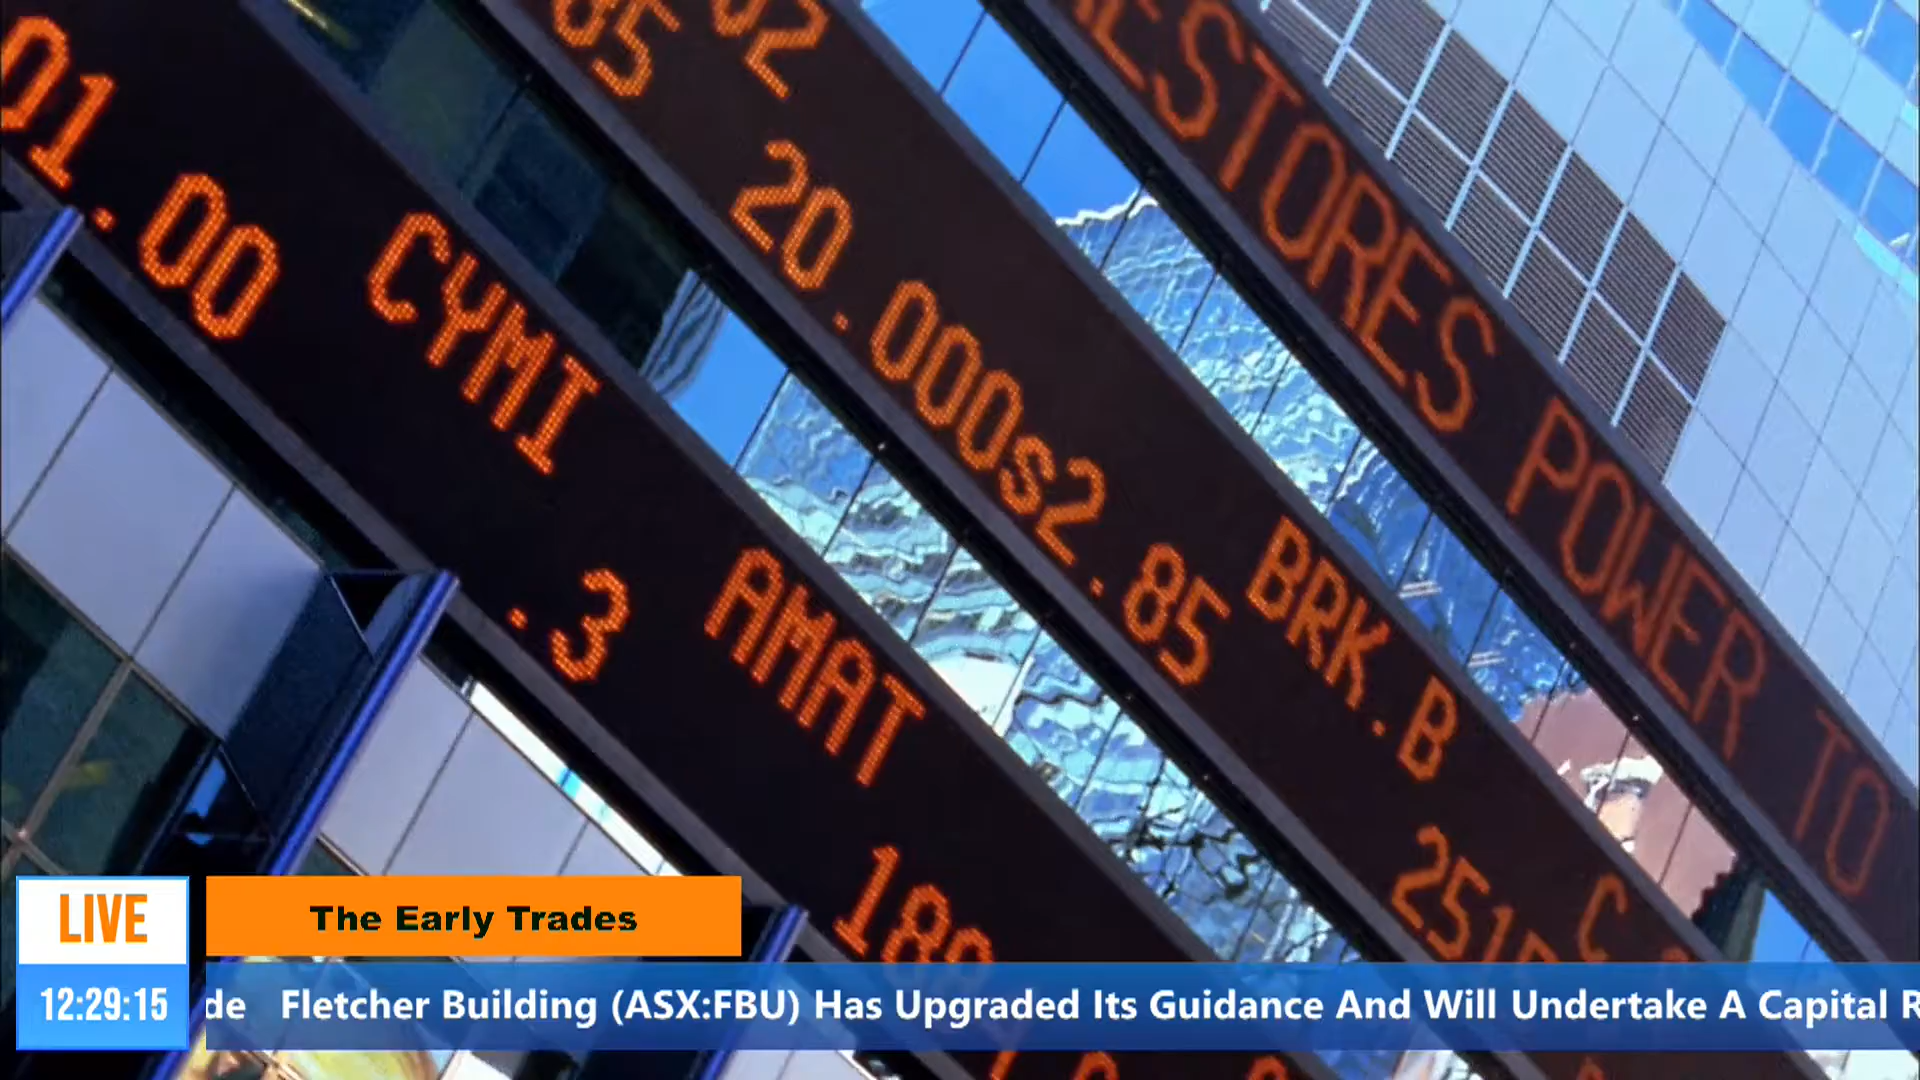 01.00 CYMI .3 AMAT
20.000s2.85 BRK.B
RESTORES POWER TO
LIVE
The Early Trades
12:29:15
Fletcher Building (ASX:FBU) Has Upgraded Its Guidance And Will Undertake A Capital